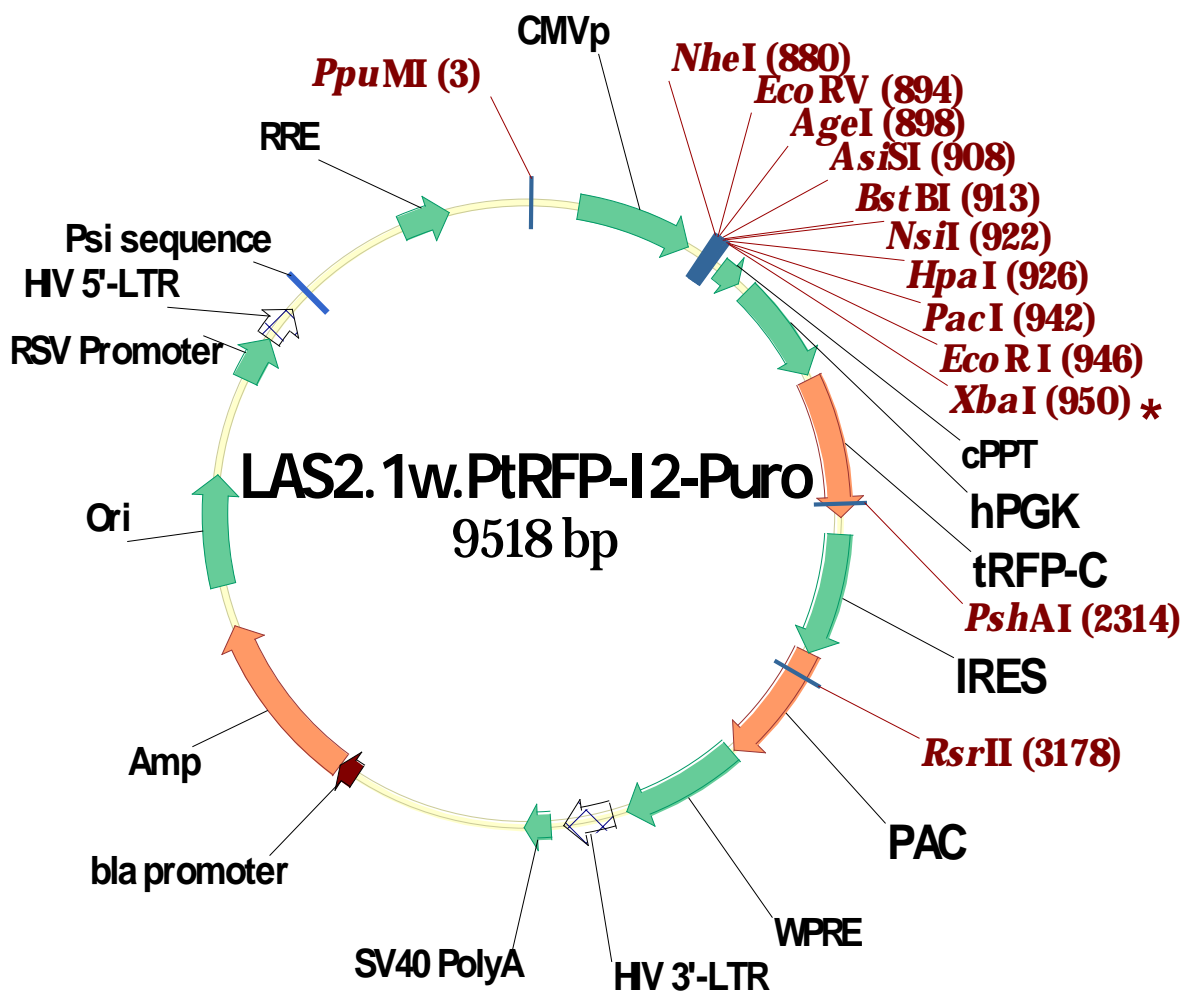 CMVp
PpuMI (3)
NheI (880)
EcoRV (894)
AgeI (898)
AsiSI (908)
BstBI (913)
NsiI (922)
HpaI (926)
PacI (942)
EcoRI (946)
XbaI (950) *
cPPT
hPGK
tRFP-C
PshAI (2314)
IRES
RsrII (3178)
PAC
WPRE
HIV 3'-LTR
SV40 PolyA
bla promoter
Amp
Ori
RSV Promoter
HIV 5'-LTR
Psi sequence
RRE
LAS2.1w.PtRFP-I2-Puro
9518 bp